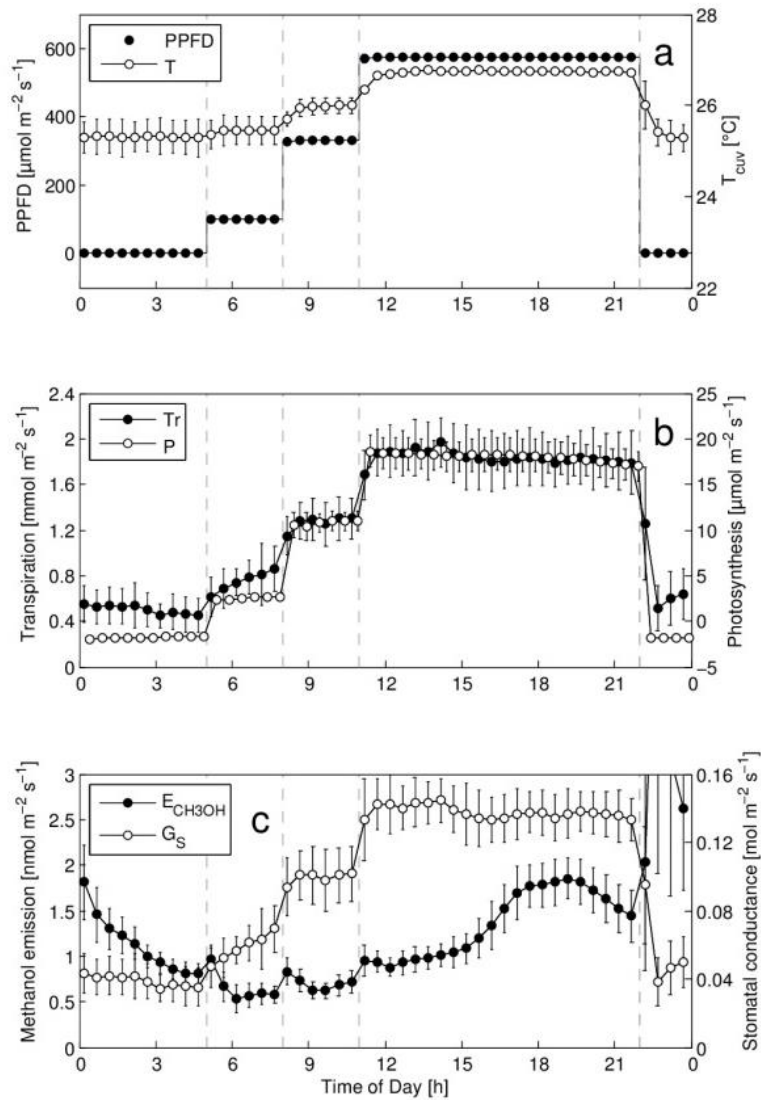 PPFD
T
a
PPFD [µmol m⁻² s⁻¹]
600
400
200
0
T_cuv [°C]
28
26
24
22
0 3 6 9 12 15 18 21 0
Tr
P
b
Transpiration [mmol m⁻² s⁻¹]
2.4
2
1.6
1.2
0.8
0.4
0
Photosynthesis [µmol m⁻² s⁻¹]
25
20
15
10
5
0
−5
0 3 6 9 12 15 18 21 0
E_CH3OH
G_S
c
Methanol emission [nmol m⁻² s⁻¹]
3
2.5
2
1.5
1
0.5
0
Stomatal conductance [mol m⁻² s⁻¹]
0.16
0.12
0.08
0.04
0
0 3 6 9 12 15 18 21 0
Time of Day [h]